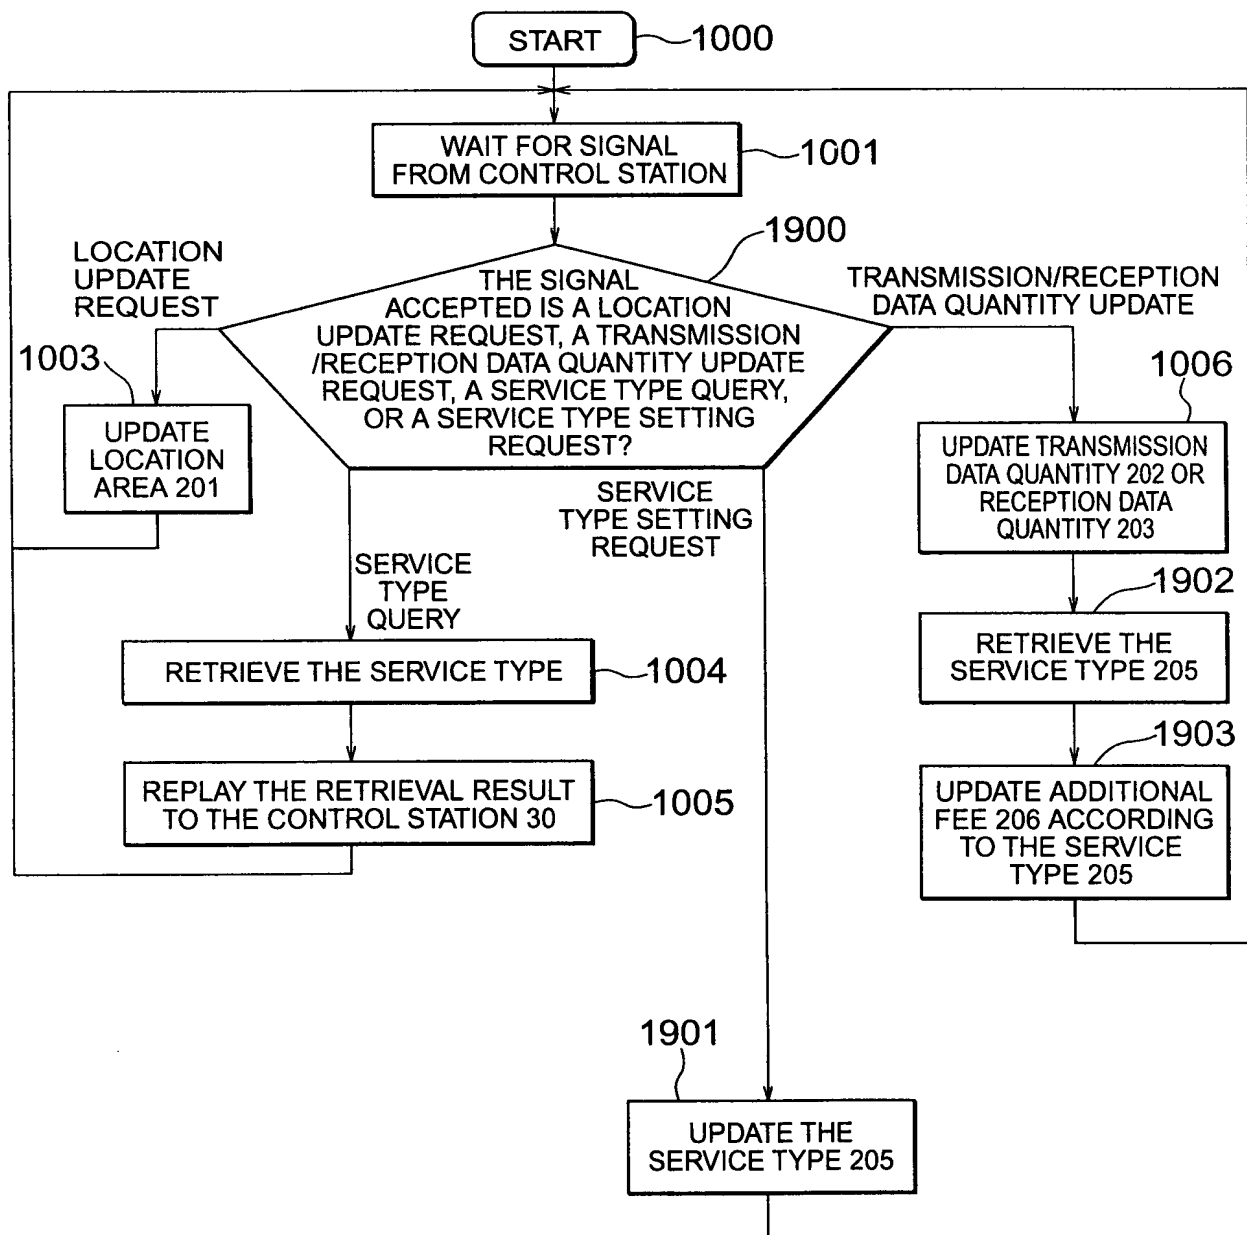 START
1000
WAIT FOR SIGNAL
FROM CONTROL STATION
1001
1900
LOCATION
UPDATE
REQUEST
THE SIGNAL
ACCEPTED IS A LOCATION
UPDATE REQUEST, A TRANSMISSION
/RECEPTION DATA QUANTITY UPDATE
REQUEST, A SERVICE TYPE QUERY,
OR A SERVICE TYPE SETTING
REQUEST?
TRANSMISSION/RECEPTION
DATA QUANTITY UPDATE
1003
UPDATE
LOCATION
AREA 201
1006
UPDATE TRANSMISSION
DATA QUANTITY 202 OR
RECEPTION DATA
QUANTITY 203
SERVICE
TYPE SETTING
REQUEST
SERVICE
TYPE
QUERY
1902
RETRIEVE THE
SERVICE TYPE 205
RETRIEVE THE SERVICE TYPE
1004
1903
UPDATE ADDITIONAL
FEE 206 ACCORDING
TO THE SERVICE
TYPE 205
REPLAY THE RETRIEVAL RESULT
TO THE CONTROL STATION 30
1005
1901
UPDATE THE
SERVICE TYPE 205